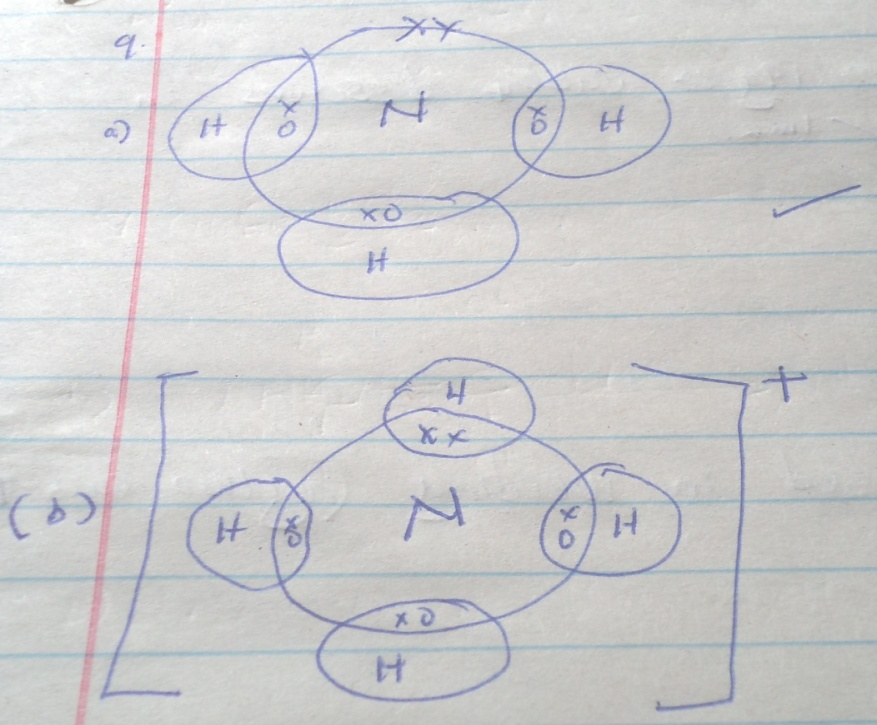 9.
××
a) H ×o N ×o H
×o
H
+
H
××
(b) H ×o N ×o H
×o
H